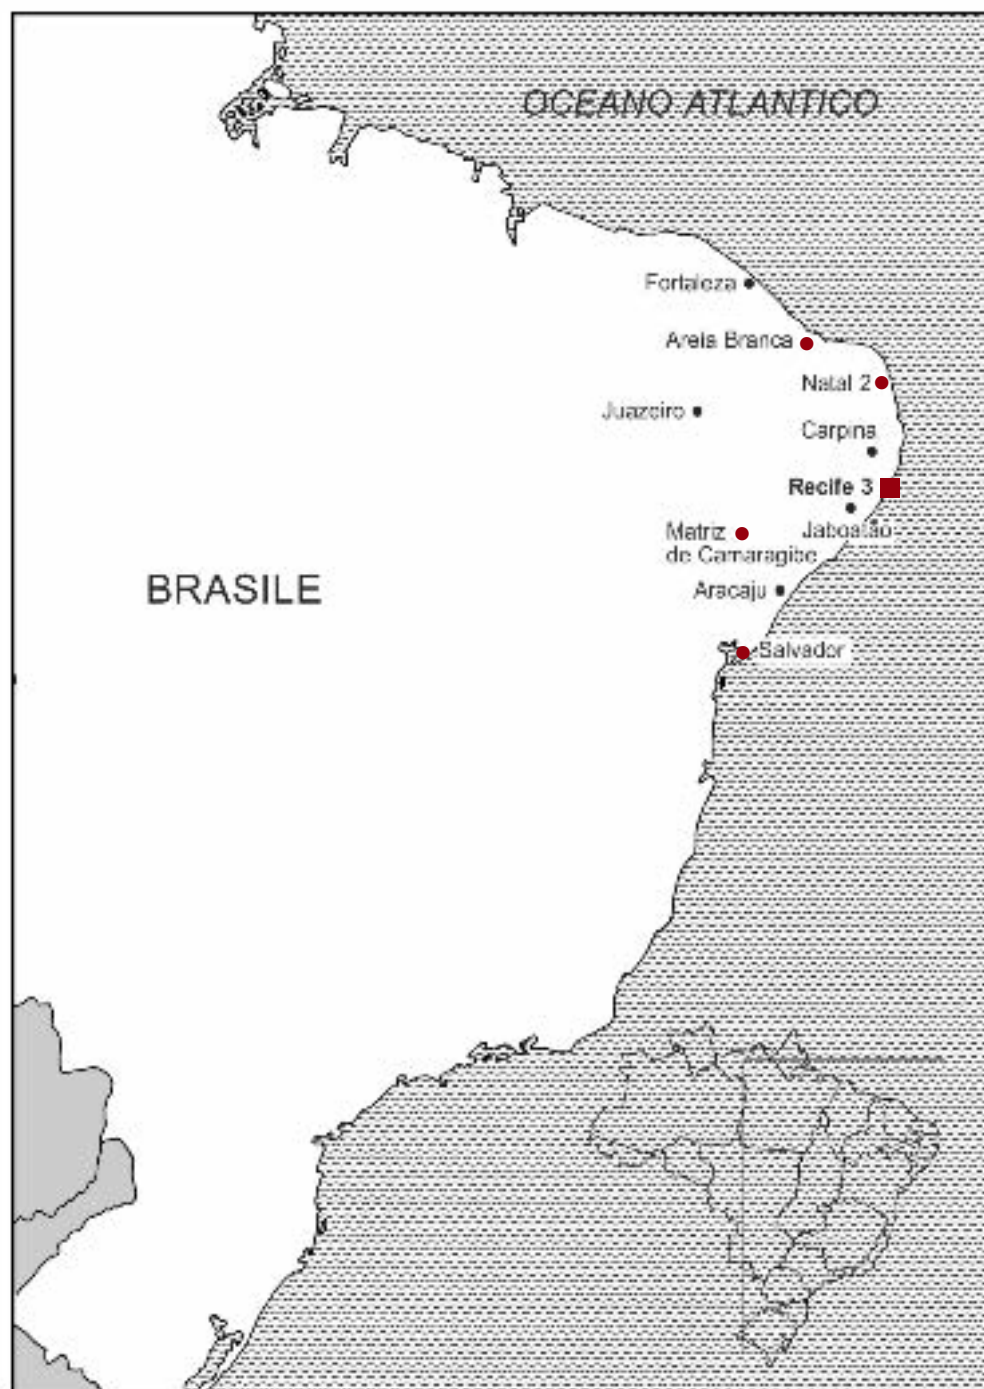 OCEANO ATLANTICO
Fortaleza
Areia Branca
Natal 2
Juazeiro
Carpina
Recife 3
Jaboatão
Matriz
de Camaragibe
BRASILE
Aracaju
Salvador